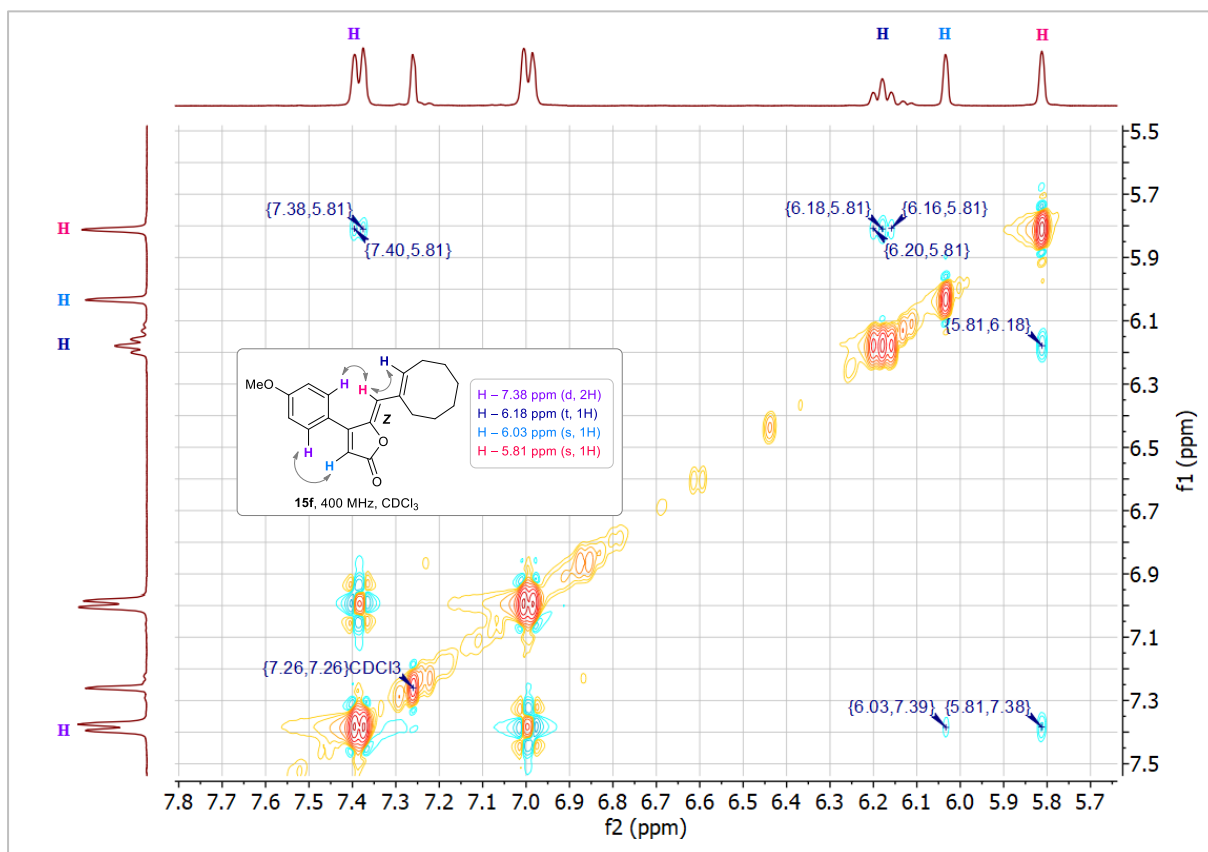 H H H H
5.5
{7.38,5.81} {6.18,5.81} {6.16,5.81}
5.7
H
{7.40,5.81} {6.20,5.81}
5.9
H
6.1
H
{5.81,6.18}
6.3
H
MeO H H
H – 7.38 ppm (d, 2H)
H – 6.18 ppm (t, 1H)
Z
H – 6.03 ppm (s, 1H)
H – 5.81 ppm (s, 1H)
O
H H
O
15f, 400 MHz, CDCl₃
6.5
6.7
6.9
7.1
{7.26,7.26}CDCl3
7.3
{6.03,7.39} {5.81,7.38}
H
7.5
f1 (ppm)
7.8 7.7 7.6 7.5 7.4 7.3 7.2 7.1 7.0 6.9 6.8 6.7 6.6 6.5 6.4 6.3 6.2 6.1 6.0 5.9 5.8 5.7
f2 (ppm)